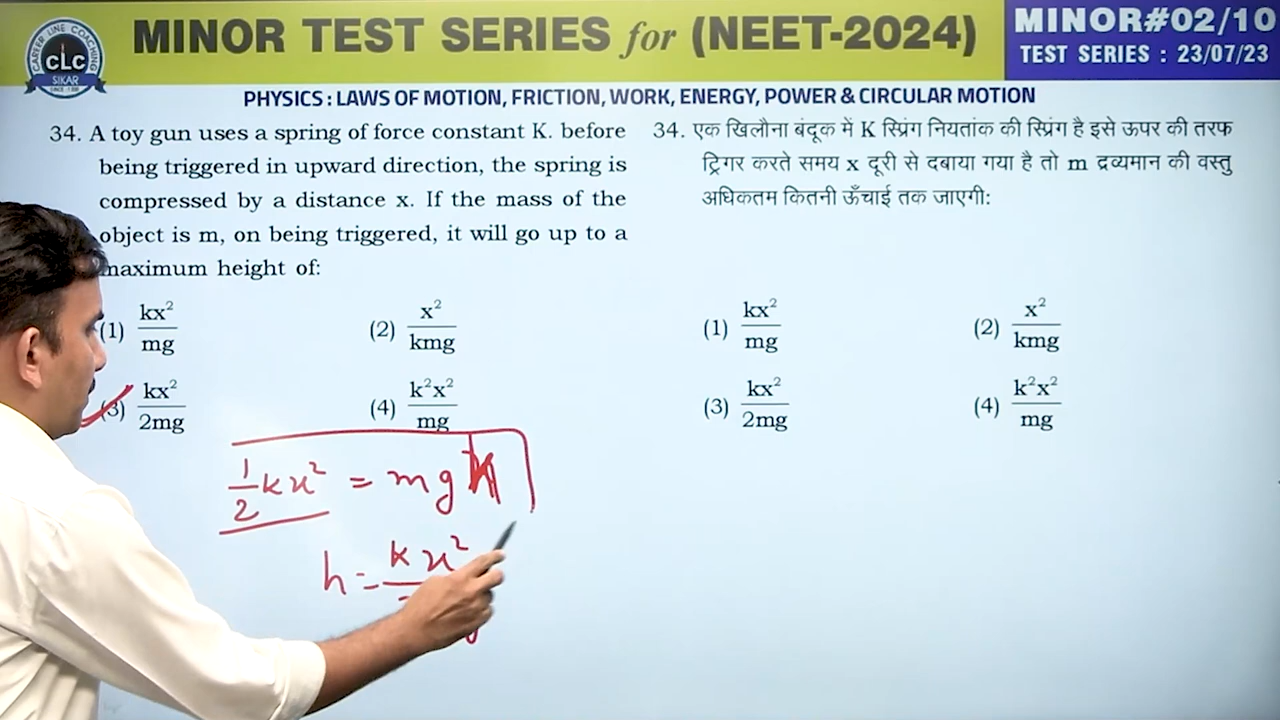 CAREER LINE COACHING
CLC
SIKAR
MINOR TEST SERIES for (NEET-2024)
MINOR#02/10
TEST SERIES : 23/07/23
PHYSICS : LAWS OF MOTION, FRICTION, WORK, ENERGY, POWER & CIRCULAR MOTION
34. A toy gun uses a spring of force constant K. before
being triggered in upward direction, the spring is
compressed by a distance x. If the mass of the
object is m, on being triggered, it will go up to a
maximum height of:
(1) kx²/mg
(2) x²/kmg
(3) kx²/2mg
(4) k²x²/mg
34. एक खिलौना बंदूक में K स्प्रिंग नियतांक की स्प्रिंग है इसे ऊपर की तरफ
ट्रिगर करते समय x दूरी से दबाया गया है तो m द्रव्यमान की वस्तु
अधिकतम कितनी ऊँचाई तक जाएगी:
(1) kx²/mg
(2) x²/kmg
(3) kx²/2mg
(4) k²x²/mg
1/2 kx² = mgh
h = kx²